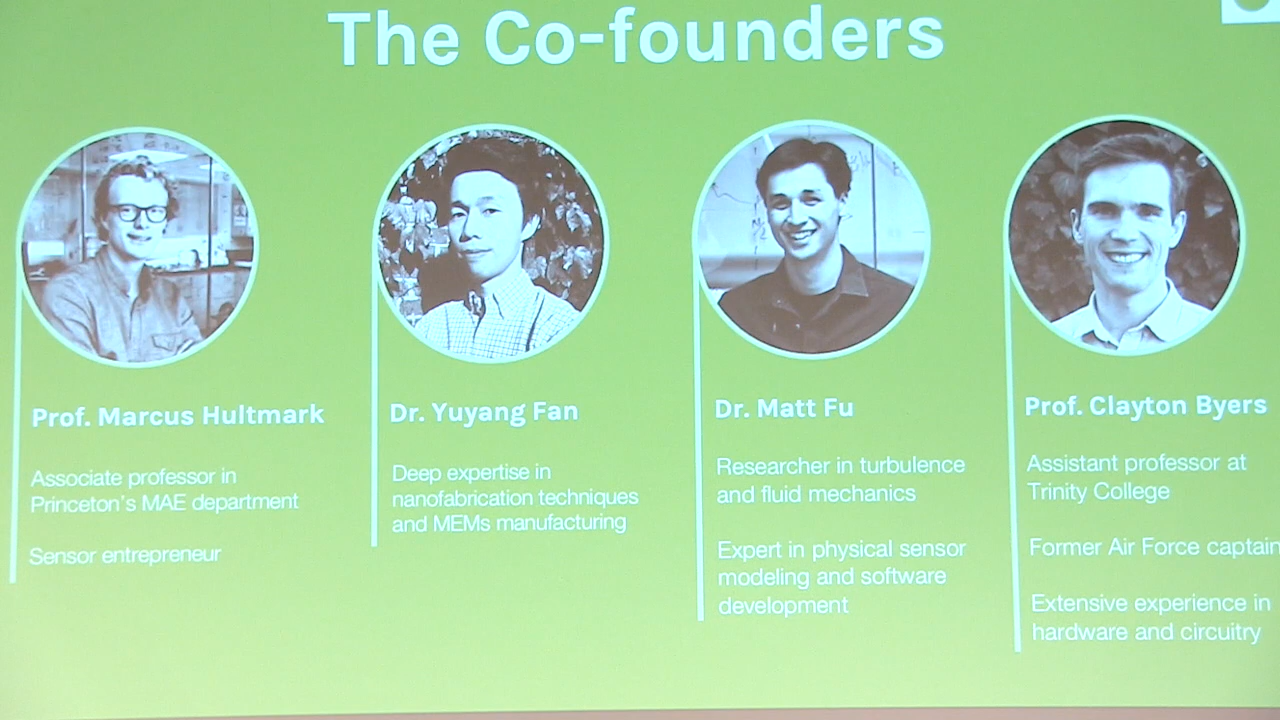 The Co-founders
Prof. Marcus Hultmark
Associate professor in
Princeton's MAE department
Sensor entrepreneur
Dr. Yuyang Fan
Deep expertise in
nanofabrication techniques
and MEMs manufacturing
Dr. Matt Fu
Researcher in turbulence
and fluid mechanics
Expert in physical sensor
modeling and software
development
Prof. Clayton Byers
Assistant professor at
Trinity College
Former Air Force captain
Extensive experience in
hardware and circuitry